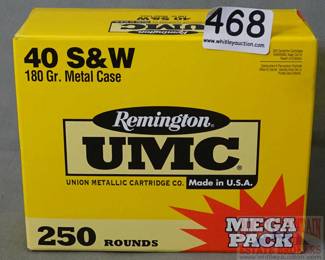 468
www.whitleyauction.com
40 S&W
UMC
180 Gr. Metal Case
Remington®
UMC®
UNION METALLIC CARTRIDGE CO. Made in U.S.A.
250 ROUNDS
MEGA
PACK